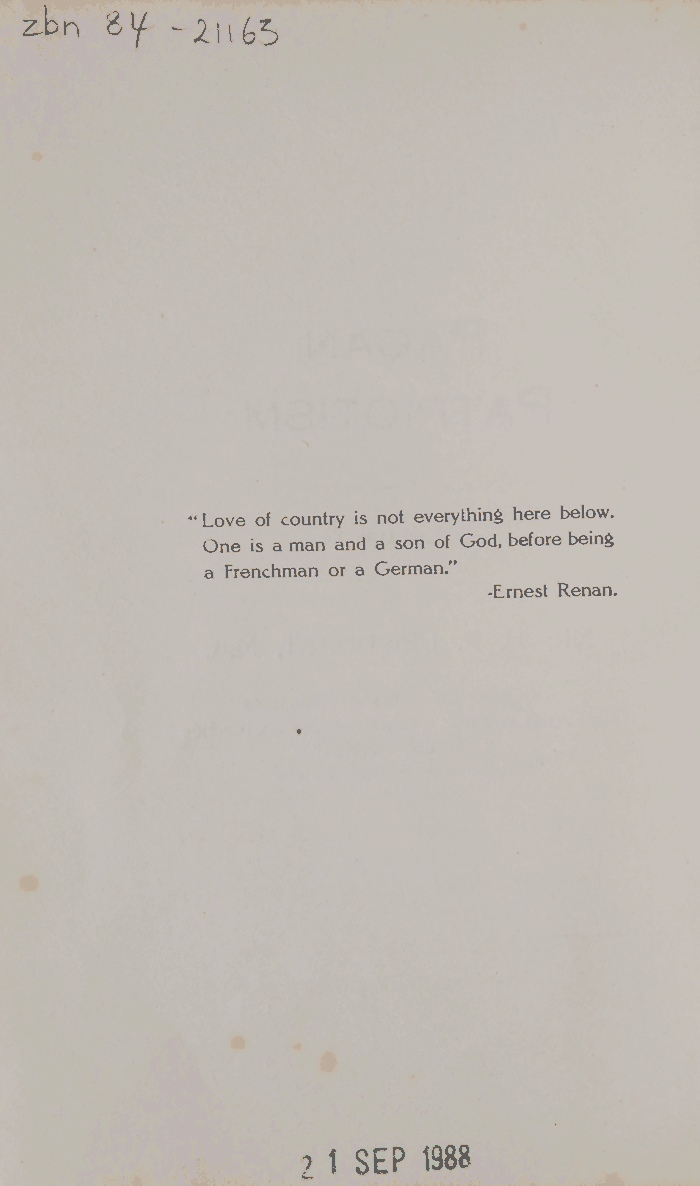 zbn 84 - 21163
“Love of country is not everything here below.
One is a man and a son of God, before being
a Frenchman or a German.”
-Ernest Renan.
21 SEP 1988